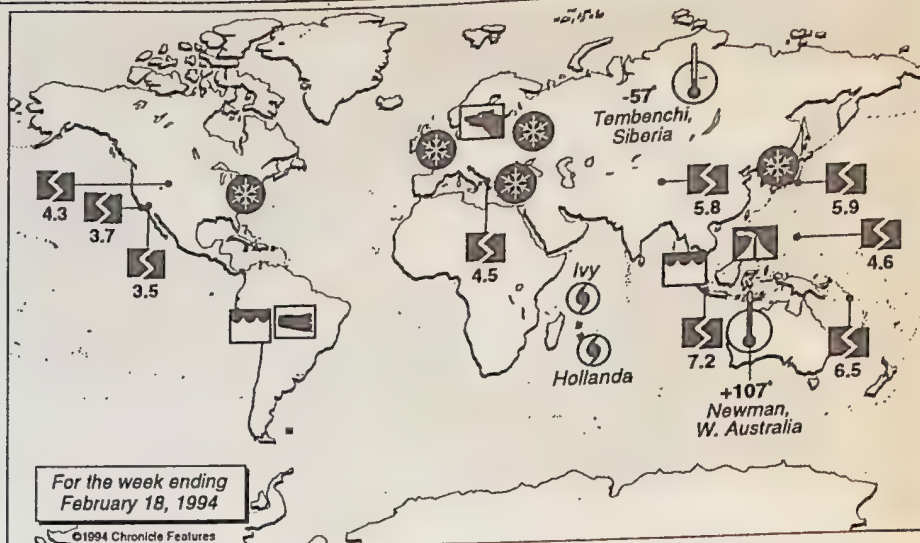 -57°
Tembenchi,
Siberia
4.3
3.7
3.5
4.5
5.8
5.9
4.6
Ivy
Hollanda
7.2
6.5
+107°
Newman,
W. Australia
For the week ending
February 18, 1994
©1994 Chronicle Features